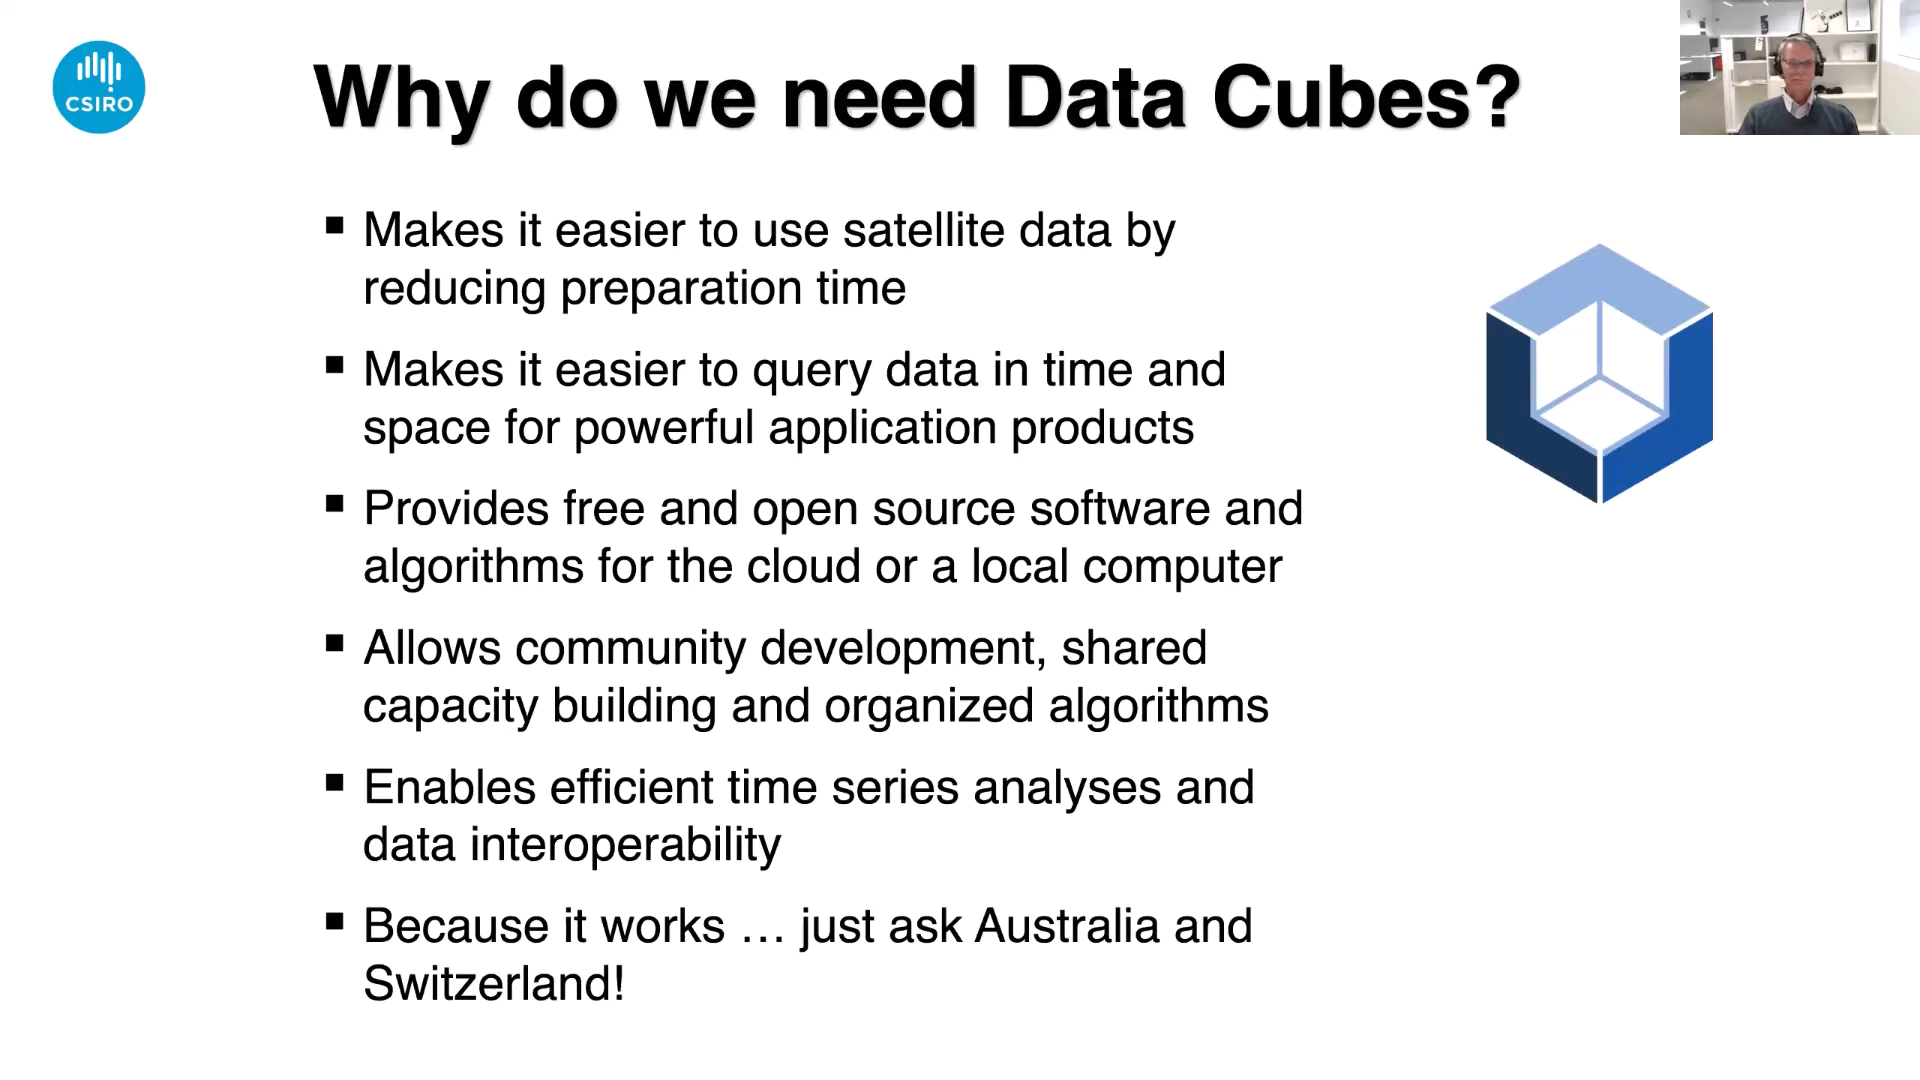 CSIRO
Why do we need Data Cubes?
▪ Makes it easier to use satellite data by
reducing preparation time
▪ Makes it easier to query data in time and
space for powerful application products
▪ Provides free and open source software and
algorithms for the cloud or a local computer
▪ Allows community development, shared
capacity building and organized algorithms
▪ Enables efficient time series analyses and
data interoperability
▪ Because it works … just ask Australia and
Switzerland!